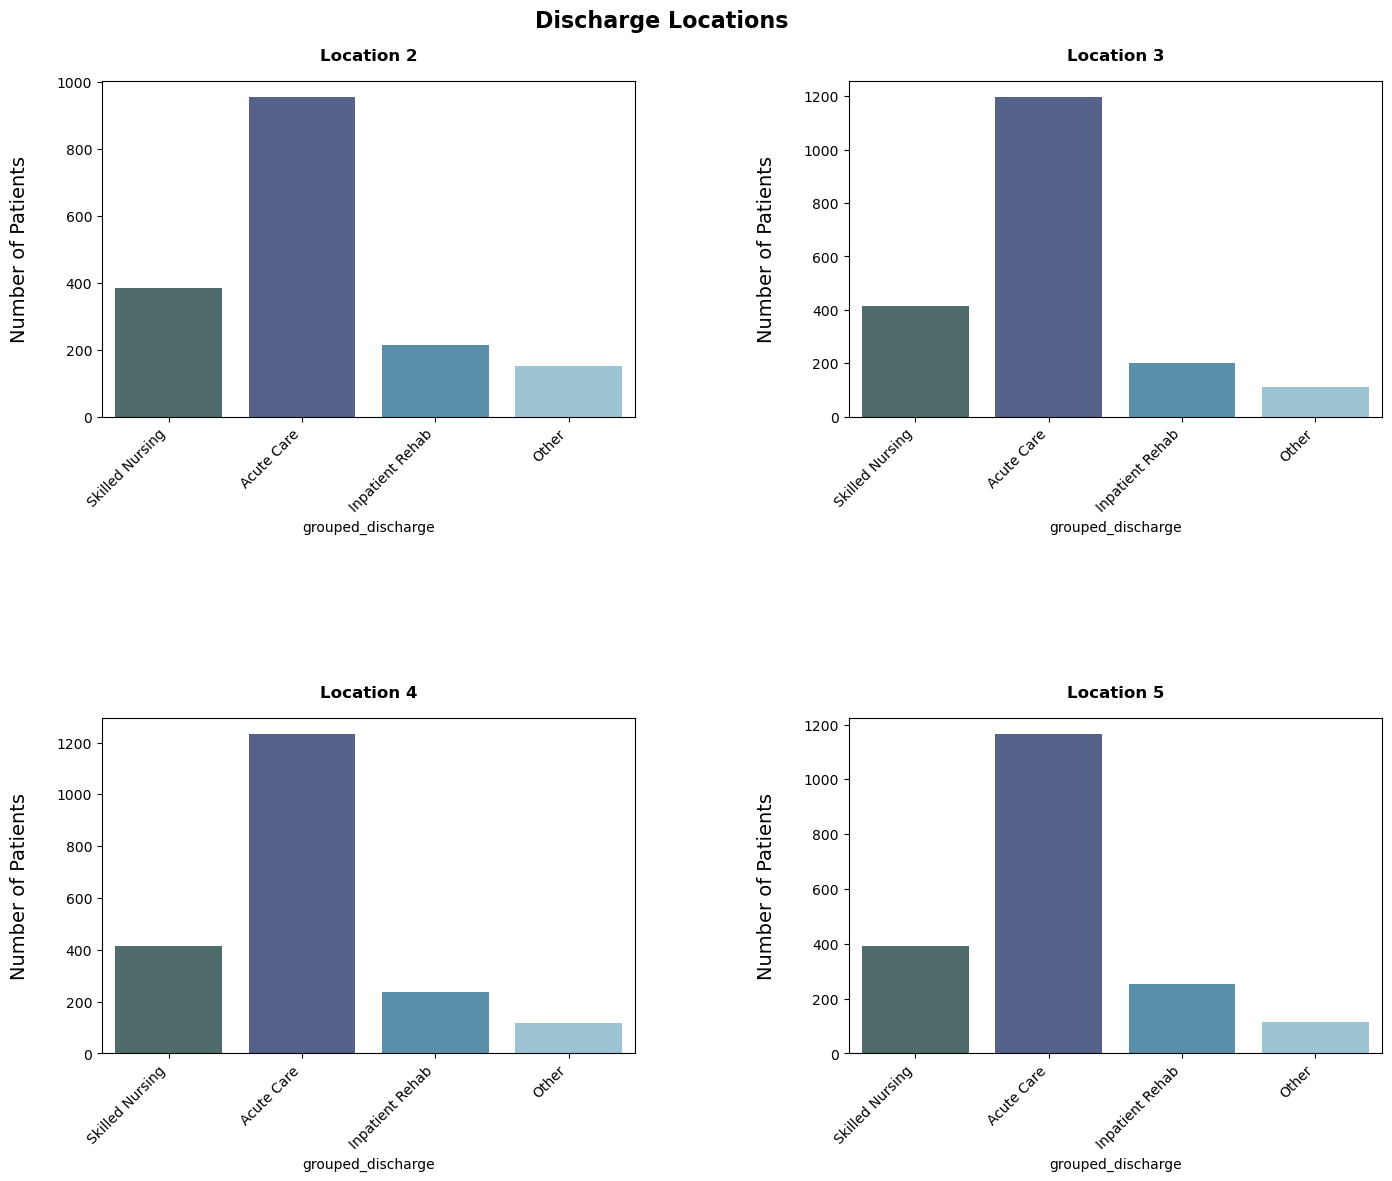 Discharge Locations
Location 2
Number of Patients
1000
800
600
400
200
0
Skilled Nursing
Acute Care
Inpatient Rehab
Other
grouped_discharge
Location 3
Number of Patients
1200
1000
800
600
400
200
0
Skilled Nursing
Acute Care
Inpatient Rehab
Other
grouped_discharge
Location 4
Number of Patients
1200
1000
800
600
400
200
0
Skilled Nursing
Acute Care
Inpatient Rehab
Other
grouped_discharge
Location 5
Number of Patients
1200
1000
800
600
400
200
0
Skilled Nursing
Acute Care
Inpatient Rehab
Other
grouped_discharge